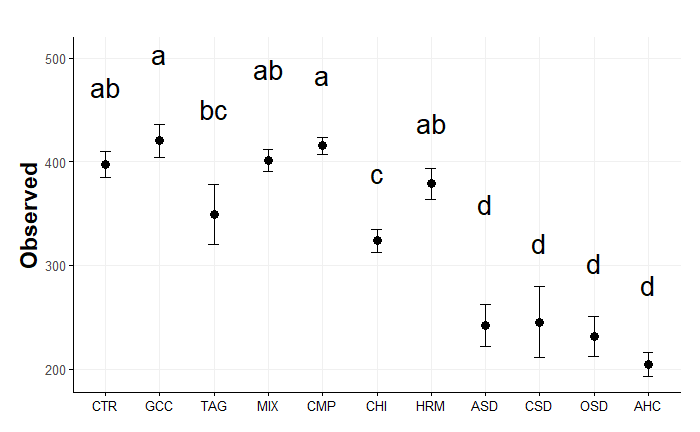 a
500
ab
a
ab
bc
ab
400
c
d
Observed
d
300
d
d
200
CTR GCC TAG MIX CMP CHI HRM ASD CSD OSD AHC